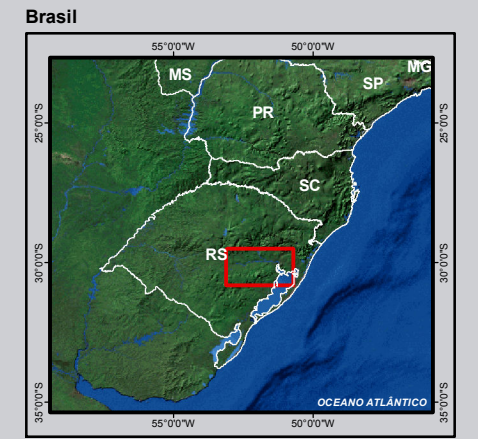 Brasil
55°0'0"W 50°0'0"W
MG
MS
SP
PR
25°0'0"S 25°0'0"S
SC
RS
30°0'0"S 30°0'0"S
35°0'0"S 35°0'0"S
OCEANO ATLÂNTICO
55°0'0"W 50°0'0"W